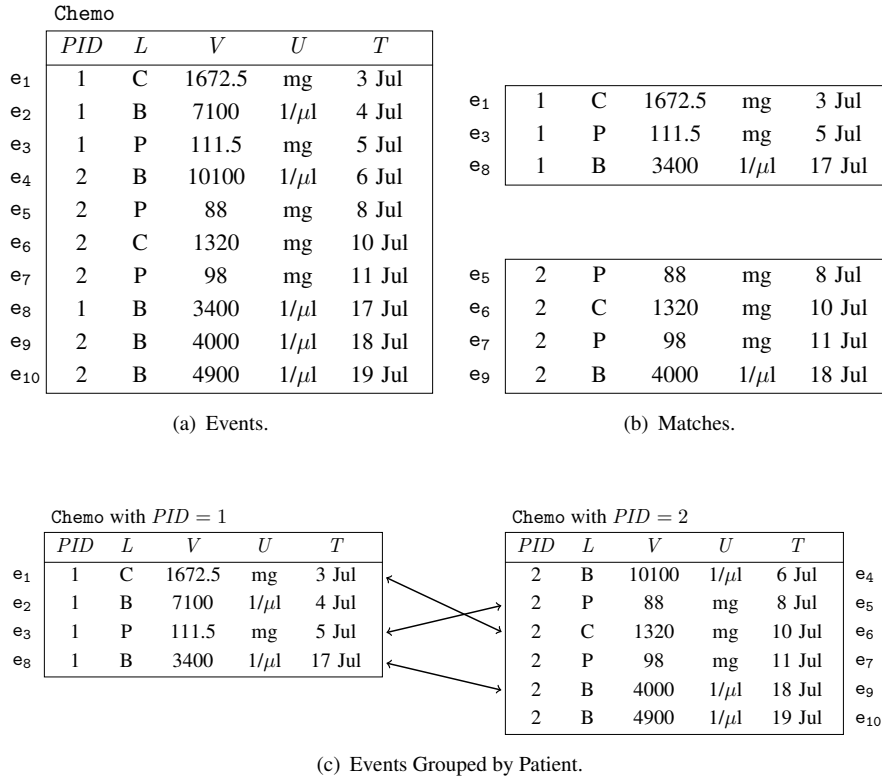 Chemo
PID L V U T
e1 1 C 1672.5 mg 3 Jul
e2 1 B 7100 1/μl 4 Jul
e3 1 P 111.5 mg 5 Jul
e4 2 B 10100 1/μl 6 Jul
e5 2 P 88 mg 8 Jul
e6 2 C 1320 mg 10 Jul
e7 2 P 98 mg 11 Jul
e8 1 B 3400 1/μl 17 Jul
e9 2 B 4000 1/μl 18 Jul
e10 2 B 4900 1/μl 19 Jul
(a) Events.
e1 1 C 1672.5 mg 3 Jul
e3 1 P 111.5 mg 5 Jul
e8 1 B 3400 1/μl 17 Jul
e5 2 P 88 mg 8 Jul
e6 2 C 1320 mg 10 Jul
e7 2 P 98 mg 11 Jul
e9 2 B 4000 1/μl 18 Jul
(b) Matches.
Chemo with PID = 1
PID L V U T
e1 1 C 1672.5 mg 3 Jul
e2 1 B 7100 1/μl 4 Jul
e3 1 P 111.5 mg 5 Jul
e8 1 B 3400 1/μl 17 Jul
Chemo with PID = 2
PID L V U T
2 B 10100 1/μl 6 Jul e4
2 P 88 mg 8 Jul e5
2 C 1320 mg 10 Jul e6
2 P 98 mg 11 Jul e7
2 B 4000 1/μl 18 Jul e9
2 B 4900 1/μl 19 Jul e10
(c) Events Grouped by Patient.